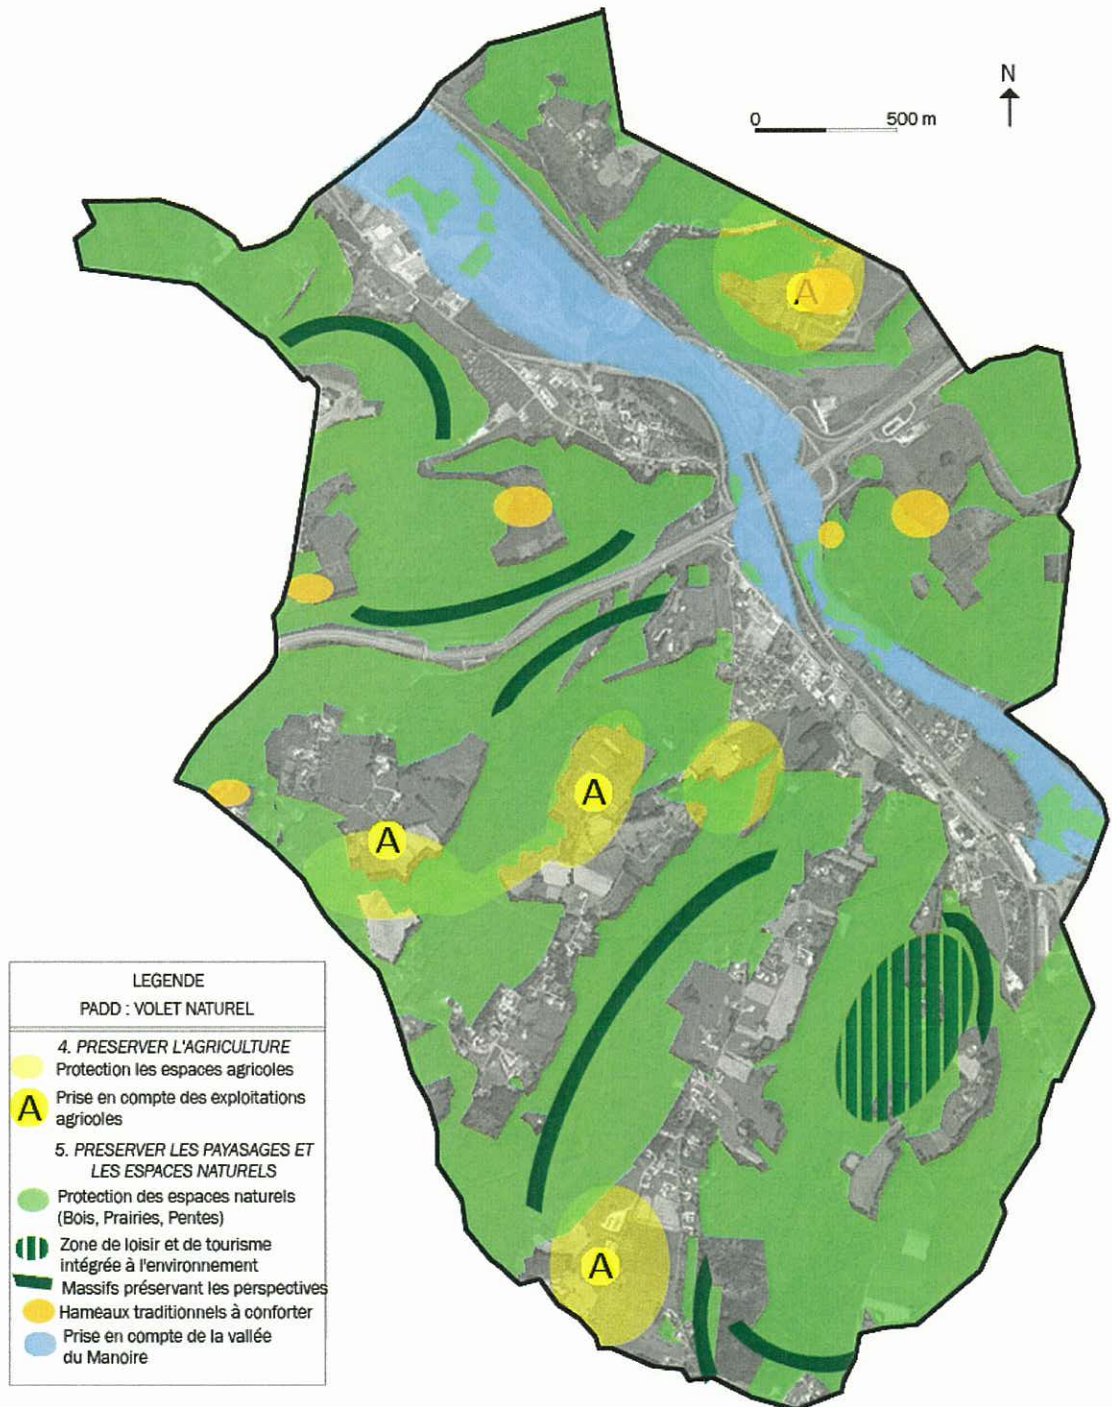 N
0 500 m
A
A
A
A
LEGENDE
PADD : VOLET NATUREL
4. PRESERVER L'AGRICULTURE
Protection les espaces agricoles
A
Prise en compte des exploitations
agricoles
5. PRESERVER LES PAYSAGES ET
LES ESPACES NATURELS
Protection des espaces naturels
(Bois, Prairies, Pentes)
Zone de loisir et de tourisme
intégrée à l'environnement
Massifs préservant les perspectives
Hameaux traditionnels à conforter
Prise en compte de la vallée
du Manoire